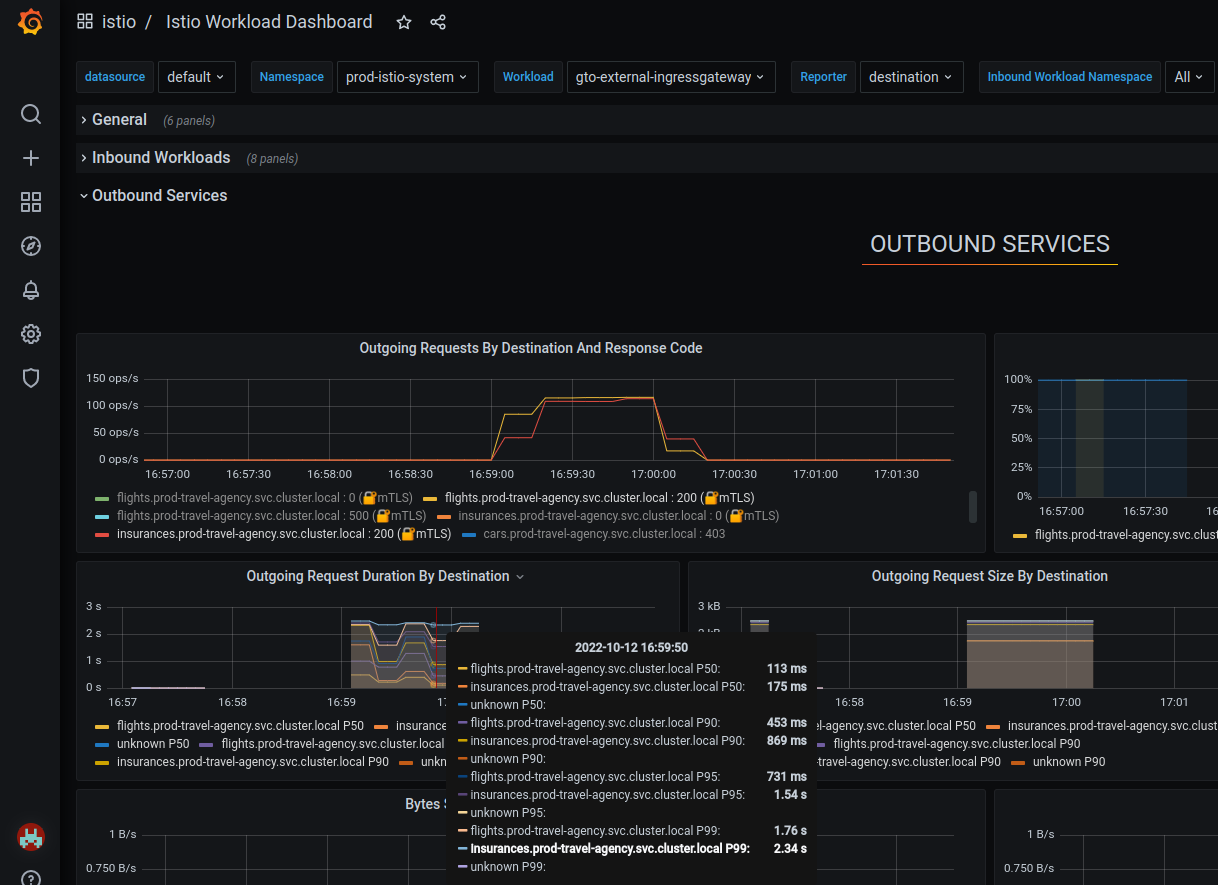 istio / Istio Workload Dashboard
datasource default Namespace prod-istio-system Workload gto-external-ingressgateway Reporter destination Inbound Workload Namespace All
General (6 panels)
Inbound Workloads (8 panels)
Outbound Services
OUTBOUND SERVICES
Outgoing Requests By Destination And Response Code
150 ops/s
100 ops/s
50 ops/s
0 ops/s
16:57:00 16:57:30 16:58:00 16:58:30 16:59:00 16:59:30 17:00:00 17:00:30 17:01:00 17:01:30
flights.prod-travel-agency.svc.cluster.local : 0 (🔐mTLS) flights.prod-travel-agency.svc.cluster.local : 200 (🔐mTLS)
flights.prod-travel-agency.svc.cluster.local : 500 (🔐mTLS) insurances.prod-travel-agency.svc.cluster.local : 0 (🔐mTLS)
insurances.prod-travel-agency.svc.cluster.local : 200 (🔐mTLS) cars.prod-travel-agency.svc.cluster.local : 403
100%
75%
50%
25%
0%
16:57:00 16:57:30 16
flights.prod-travel-agency.svc.clust
Outgoing Request Duration By Destination
3 s
2 s
1 s
0 s
16:57 16:58 16:59 17
flights.prod-travel-agency.svc.cluster.local P50 insurance
unknown P50 flights.prod-travel-agency.svc.cluster.local
insurances.prod-travel-agency.svc.cluster.local P90 unkn
Outgoing Request Size By Destination
3 kB
16:58 16:59 17:00 17:01
el-agency.svc.cluster.local P50 insurances.prod-travel-agency.svc.cluster.local
flights.prod-travel-agency.svc.cluster.local P90
travel-agency.svc.cluster.local P90 unknown P90
2022-10-12 16:59:50
flights.prod-travel-agency.svc.cluster.local P50: 113 ms
insurances.prod-travel-agency.svc.cluster.local P50: 175 ms
unknown P50:
flights.prod-travel-agency.svc.cluster.local P90: 453 ms
insurances.prod-travel-agency.svc.cluster.local P90: 869 ms
unknown P90:
flights.prod-travel-agency.svc.cluster.local P95: 731 ms
insurances.prod-travel-agency.svc.cluster.local P95: 1.54 s
unknown P95:
flights.prod-travel-agency.svc.cluster.local P99: 1.76 s
insurances.prod-travel-agency.svc.cluster.local P99: 2.34 s
unknown P99:
Bytes S
1 B/s
0.750 B/s
1 B/s
0.750 B/s